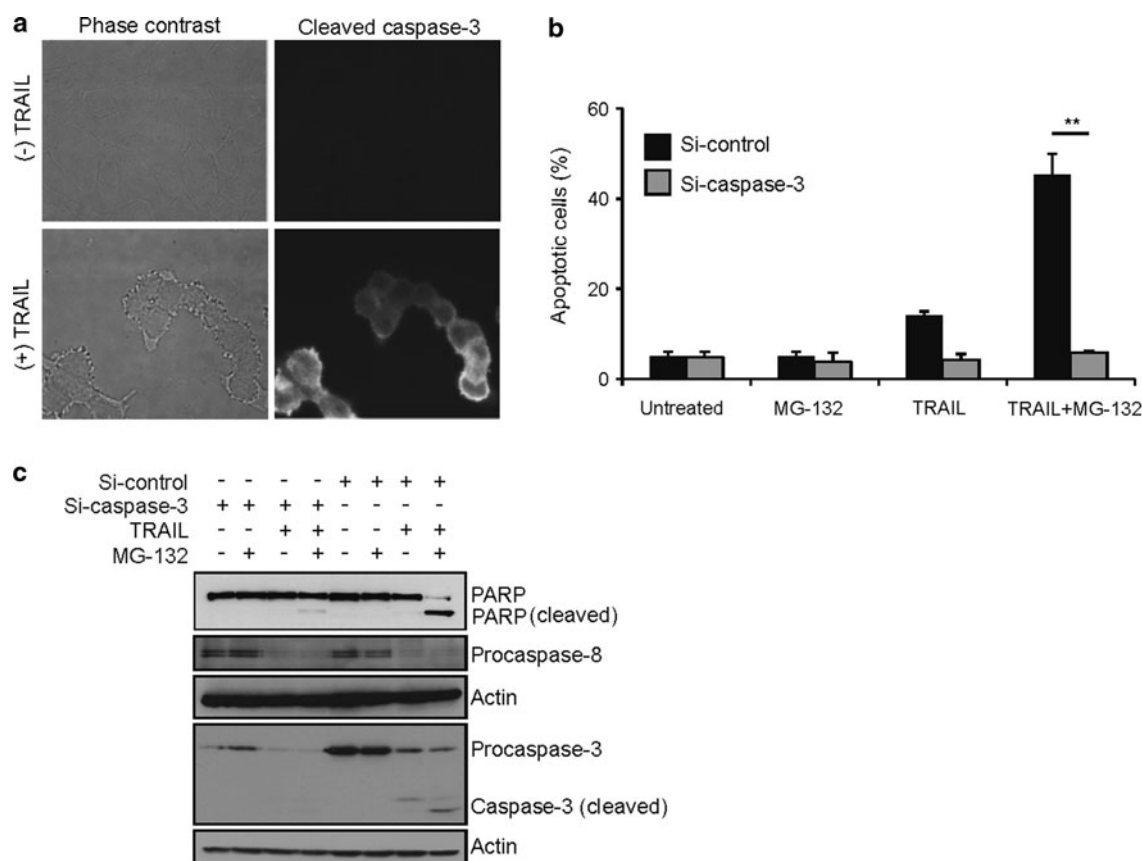 a
Phase contrast
Cleaved caspase-3
(-) TRAIL
(+) TRAIL
b
Apoptotic cells (%)
60
40
20
0
Si-control
Si-caspase-3
**
Untreated
MG-132
TRAIL
TRAIL+MG-132
c
Si-control - - - - + + + +
Si-caspase-3 + + + + - - - -
TRAIL - - + + - - + +
MG-132 - + - + - + - +
PARP
PARP (cleaved)
Procaspase-8
Actin
Procaspase-3
Caspase-3 (cleaved)
Actin